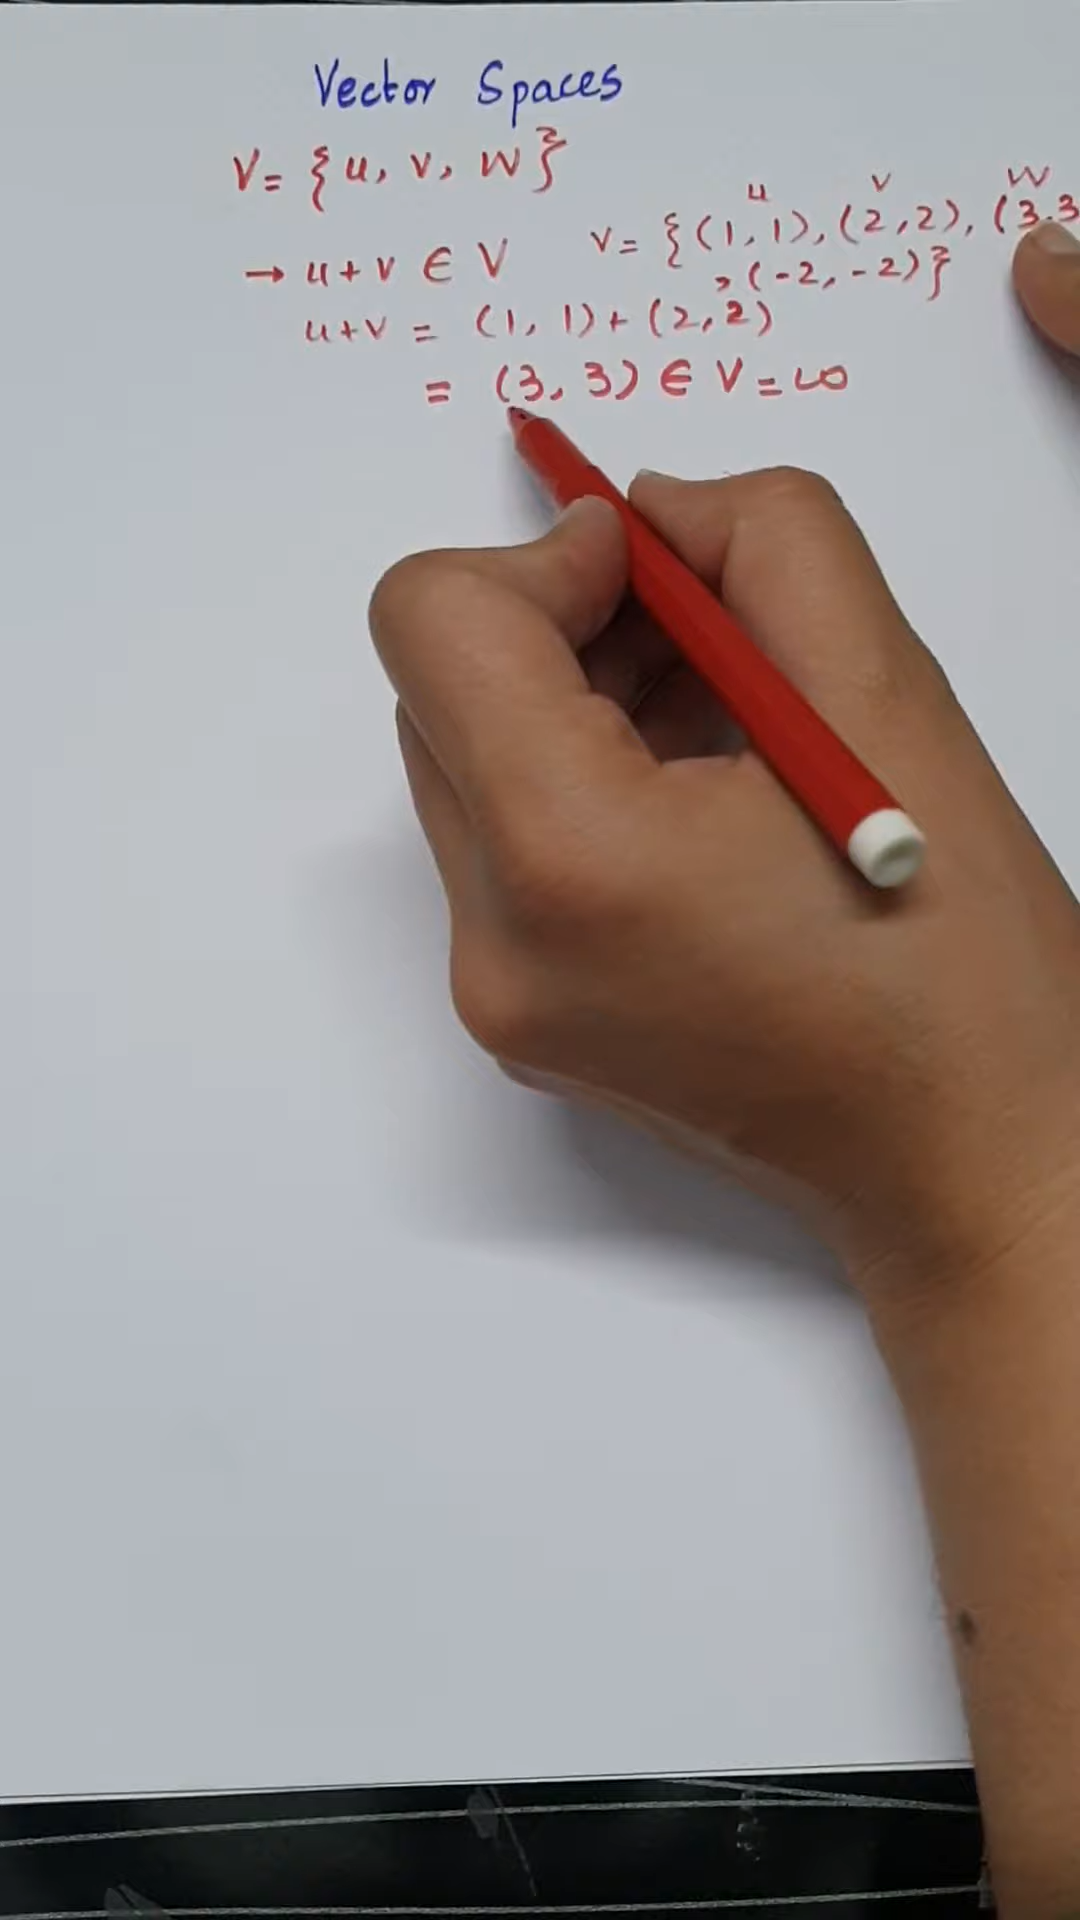 Vector Spaces
V = {u, v, w}
u v w
V = {(1, 1), (2, 2), (3,3
, (-2, -2)}
→ u + v ∈ V
u+v = (1, 1) + (2, 2)
= (3, 3) ∈ V = ω